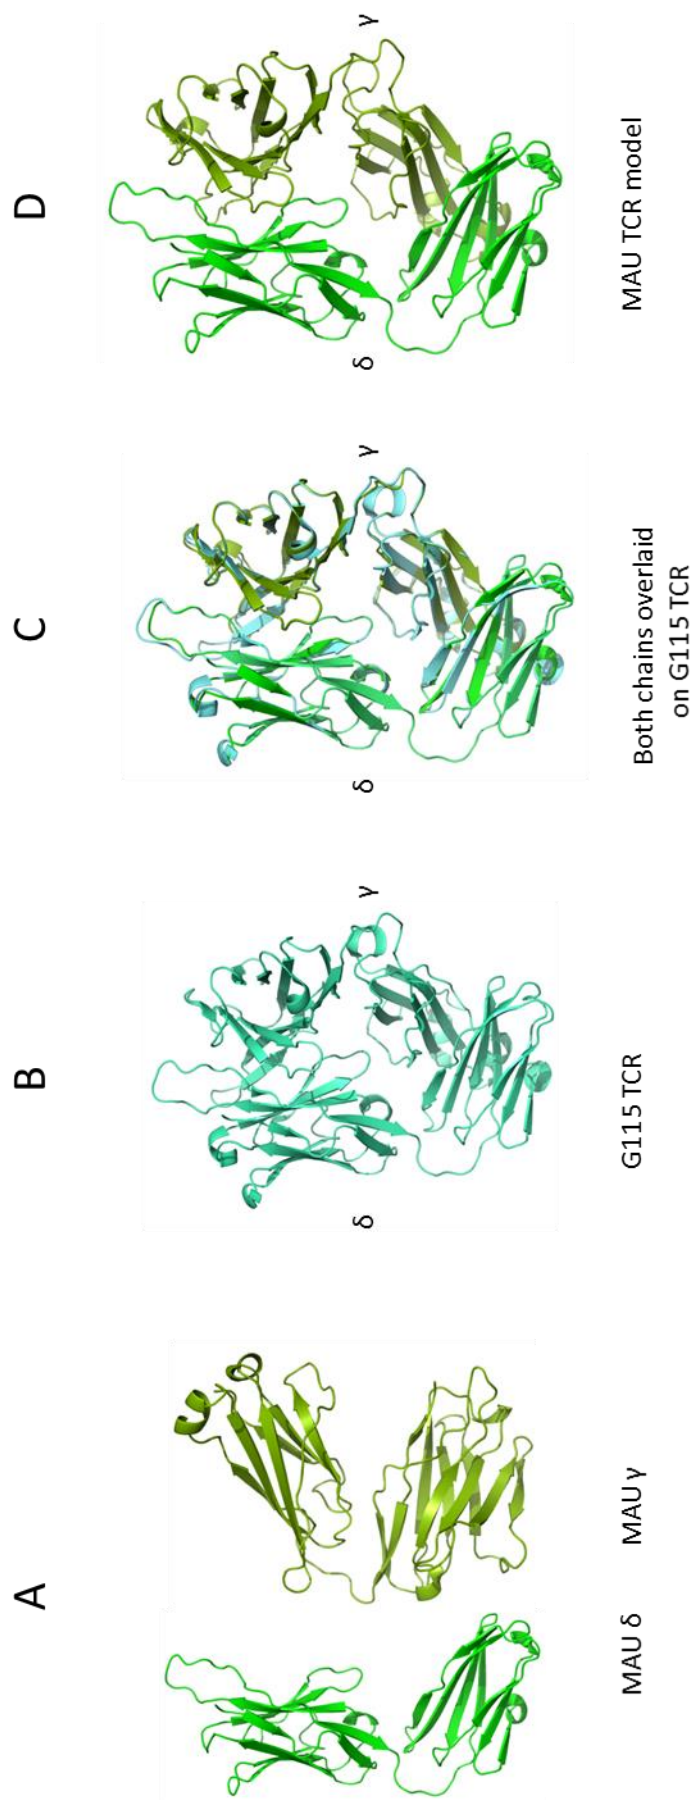 A
MAU δ
MAU γ
B
δ
γ
G115 TCR
C
δ
γ
Both chains overlaid
on G115 TCR
D
δ
γ
MAU TCR model